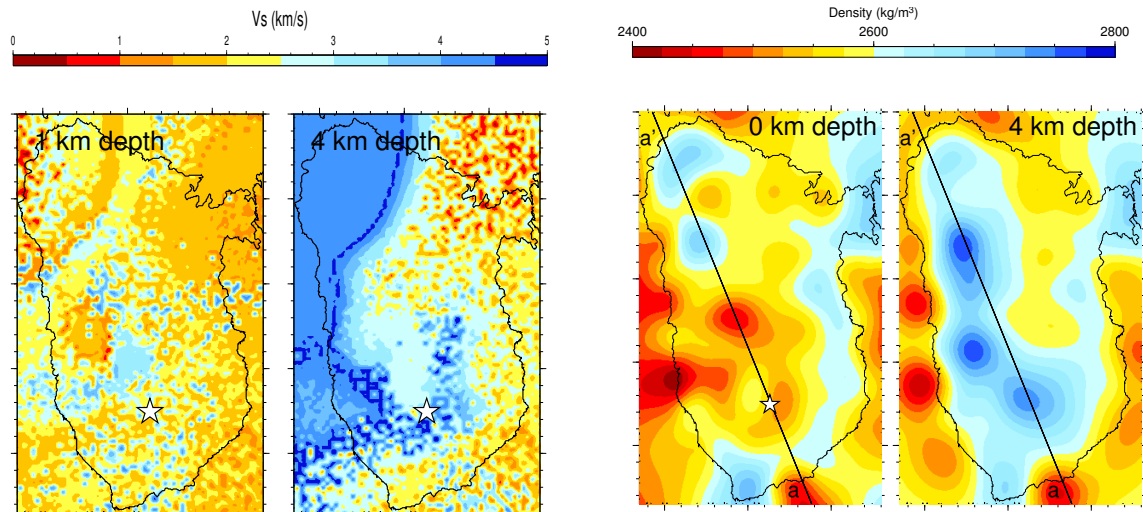 Vs (km/s)
0 1 2 3 4 5
Density (kg/m³)
2400 2600 2800
1 km depth
4 km depth
a' 0 km depth
a' 4 km depth
a
a